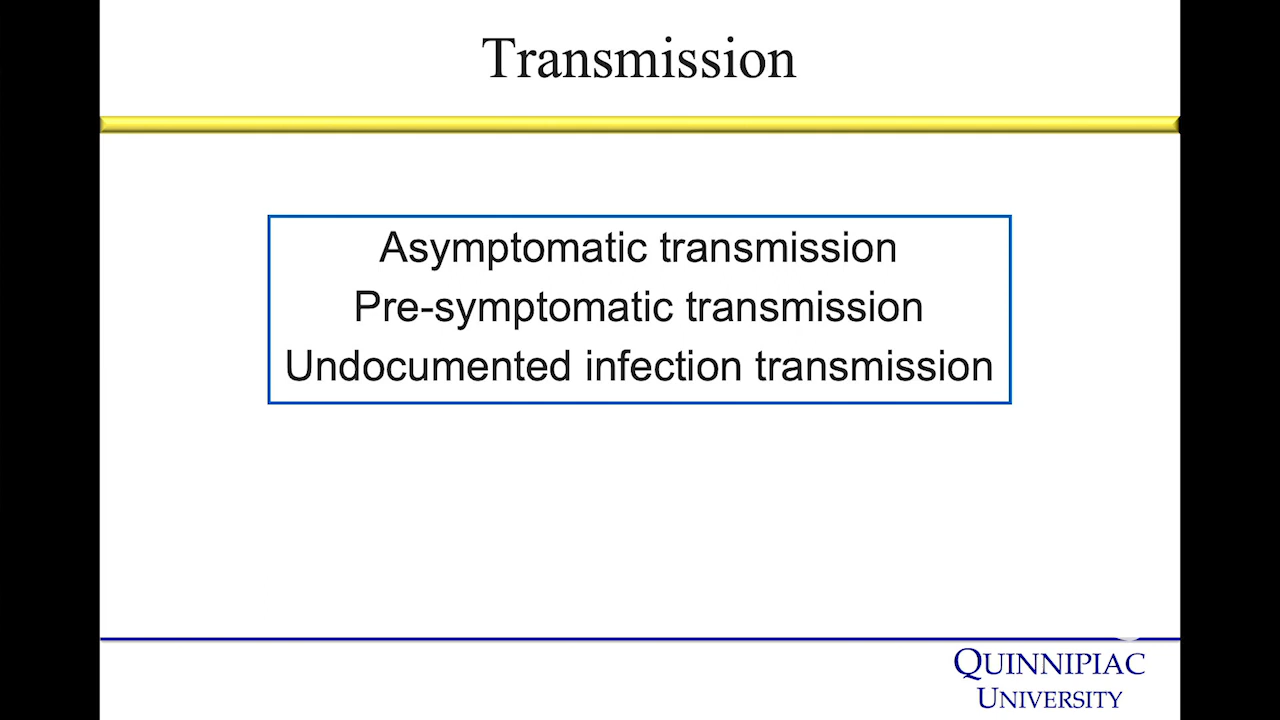 Transmission
Asymptomatic transmission
Pre-symptomatic transmission
Undocumented infection transmission
QUINNIPIAC
UNIVERSITY